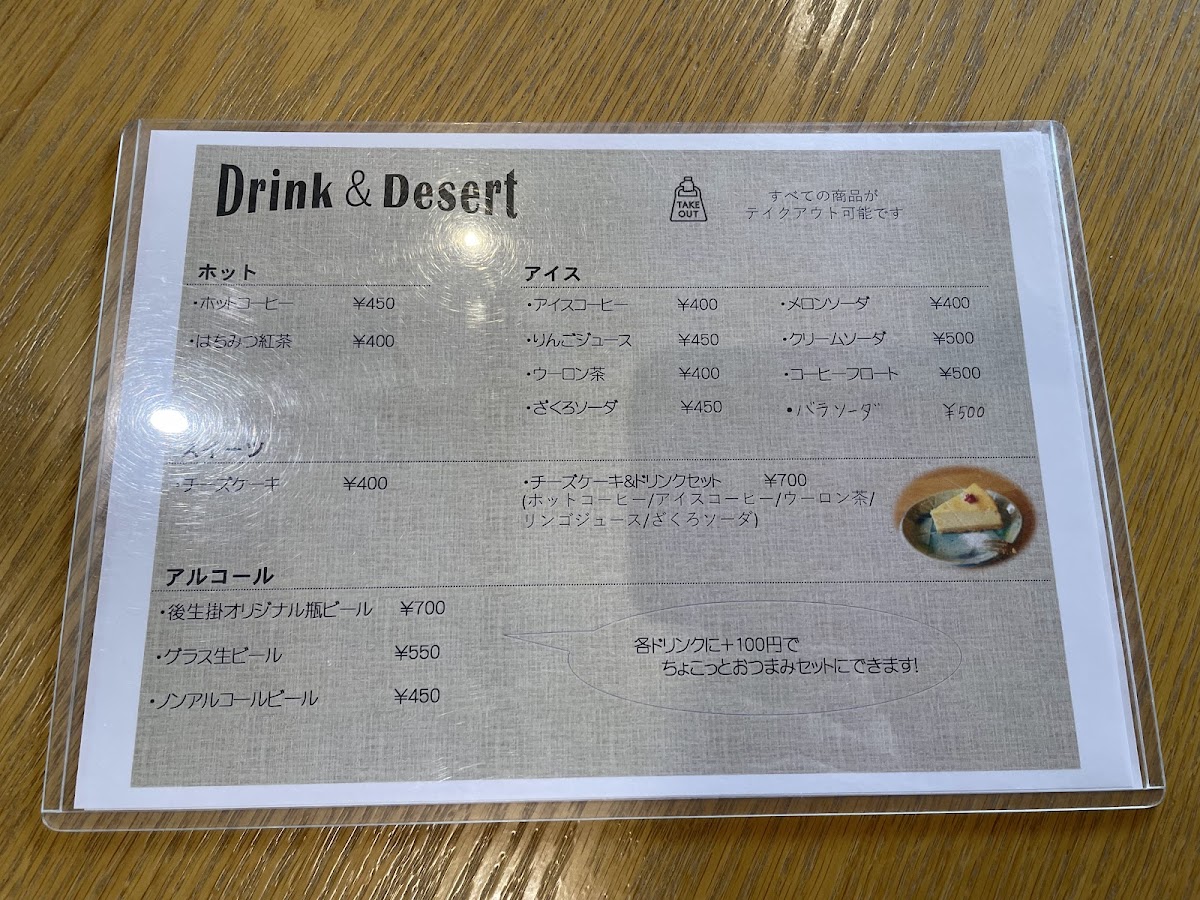 Drink & Desert
TAKE
OUT
すべての商品が
テイクアウト可能です
ホット
・ホットコーヒー ¥450
・はちみつ紅茶 ¥400
アイス
・アイスコーヒー ¥400
・りんごジュース ¥450
・ウーロン茶 ¥400
・ざくろソーダ ¥450
・メロンソーダ ¥400
・クリームソーダ ¥500
・コーヒーフロート ¥500
・バラソーダ ¥500
スイーツ
・チーズケーキ ¥400
・チーズケーキ&ドリンクセット ¥700
(ホットコーヒー/アイスコーヒー/ウーロン茶/
リンゴジュース/ざくろソーダ)
アルコール
・後生掛オリジナル瓶ビール ¥700
・グラス生ビール ¥550
・ノンアルコールビール ¥450
各ドリンクに+100円で
ちょこっとおつまみセットにできます!